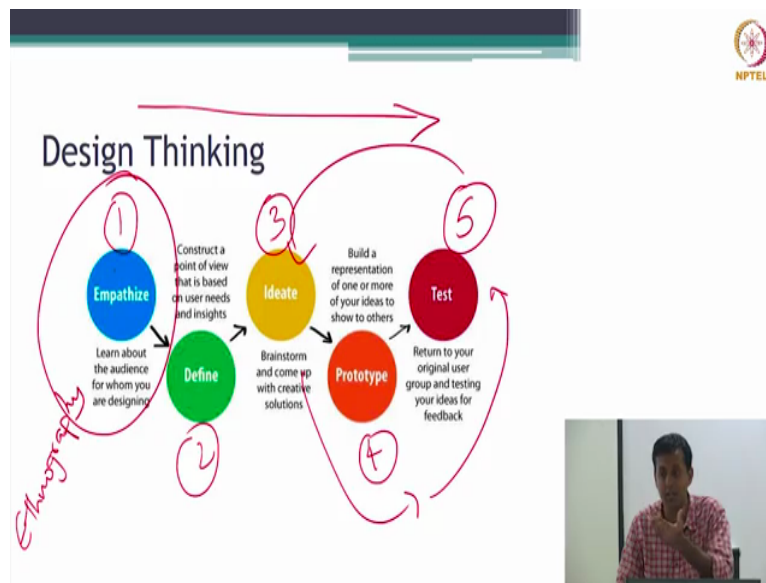 NPTEL
Design Thinking
1
Empathize
Learn about
the audience
for whom you
are designing
Ethnography
Construct a
point of view
that is based
on user needs
and insights
Define
2
3
Ideate
Brainstorm
and come up
with creative
solutions
Build a
representation
of one or more
of your ideas to
show to others
Prototype
4
5
Test
Return to your
original user
group and testing
your ideas for
feedback